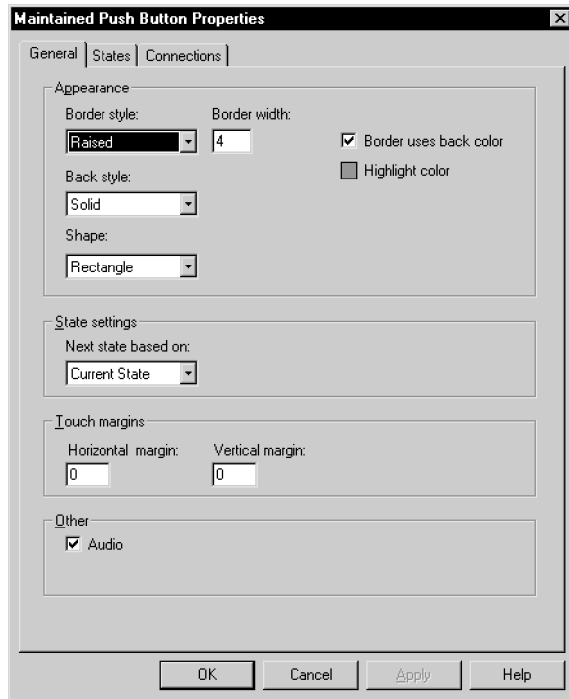 Maintained Push Button Properties
General States Connections
Appearance
Border style: Border width:
Raised 4 Border uses back color
Highlight color
Back style:
Solid
Shape:
Rectangle
State settings
Next state based on:
Current State
Touch margins
Horizontal margin: Vertical margin:
0 0
Other
Audio
OK Cancel Apply Help